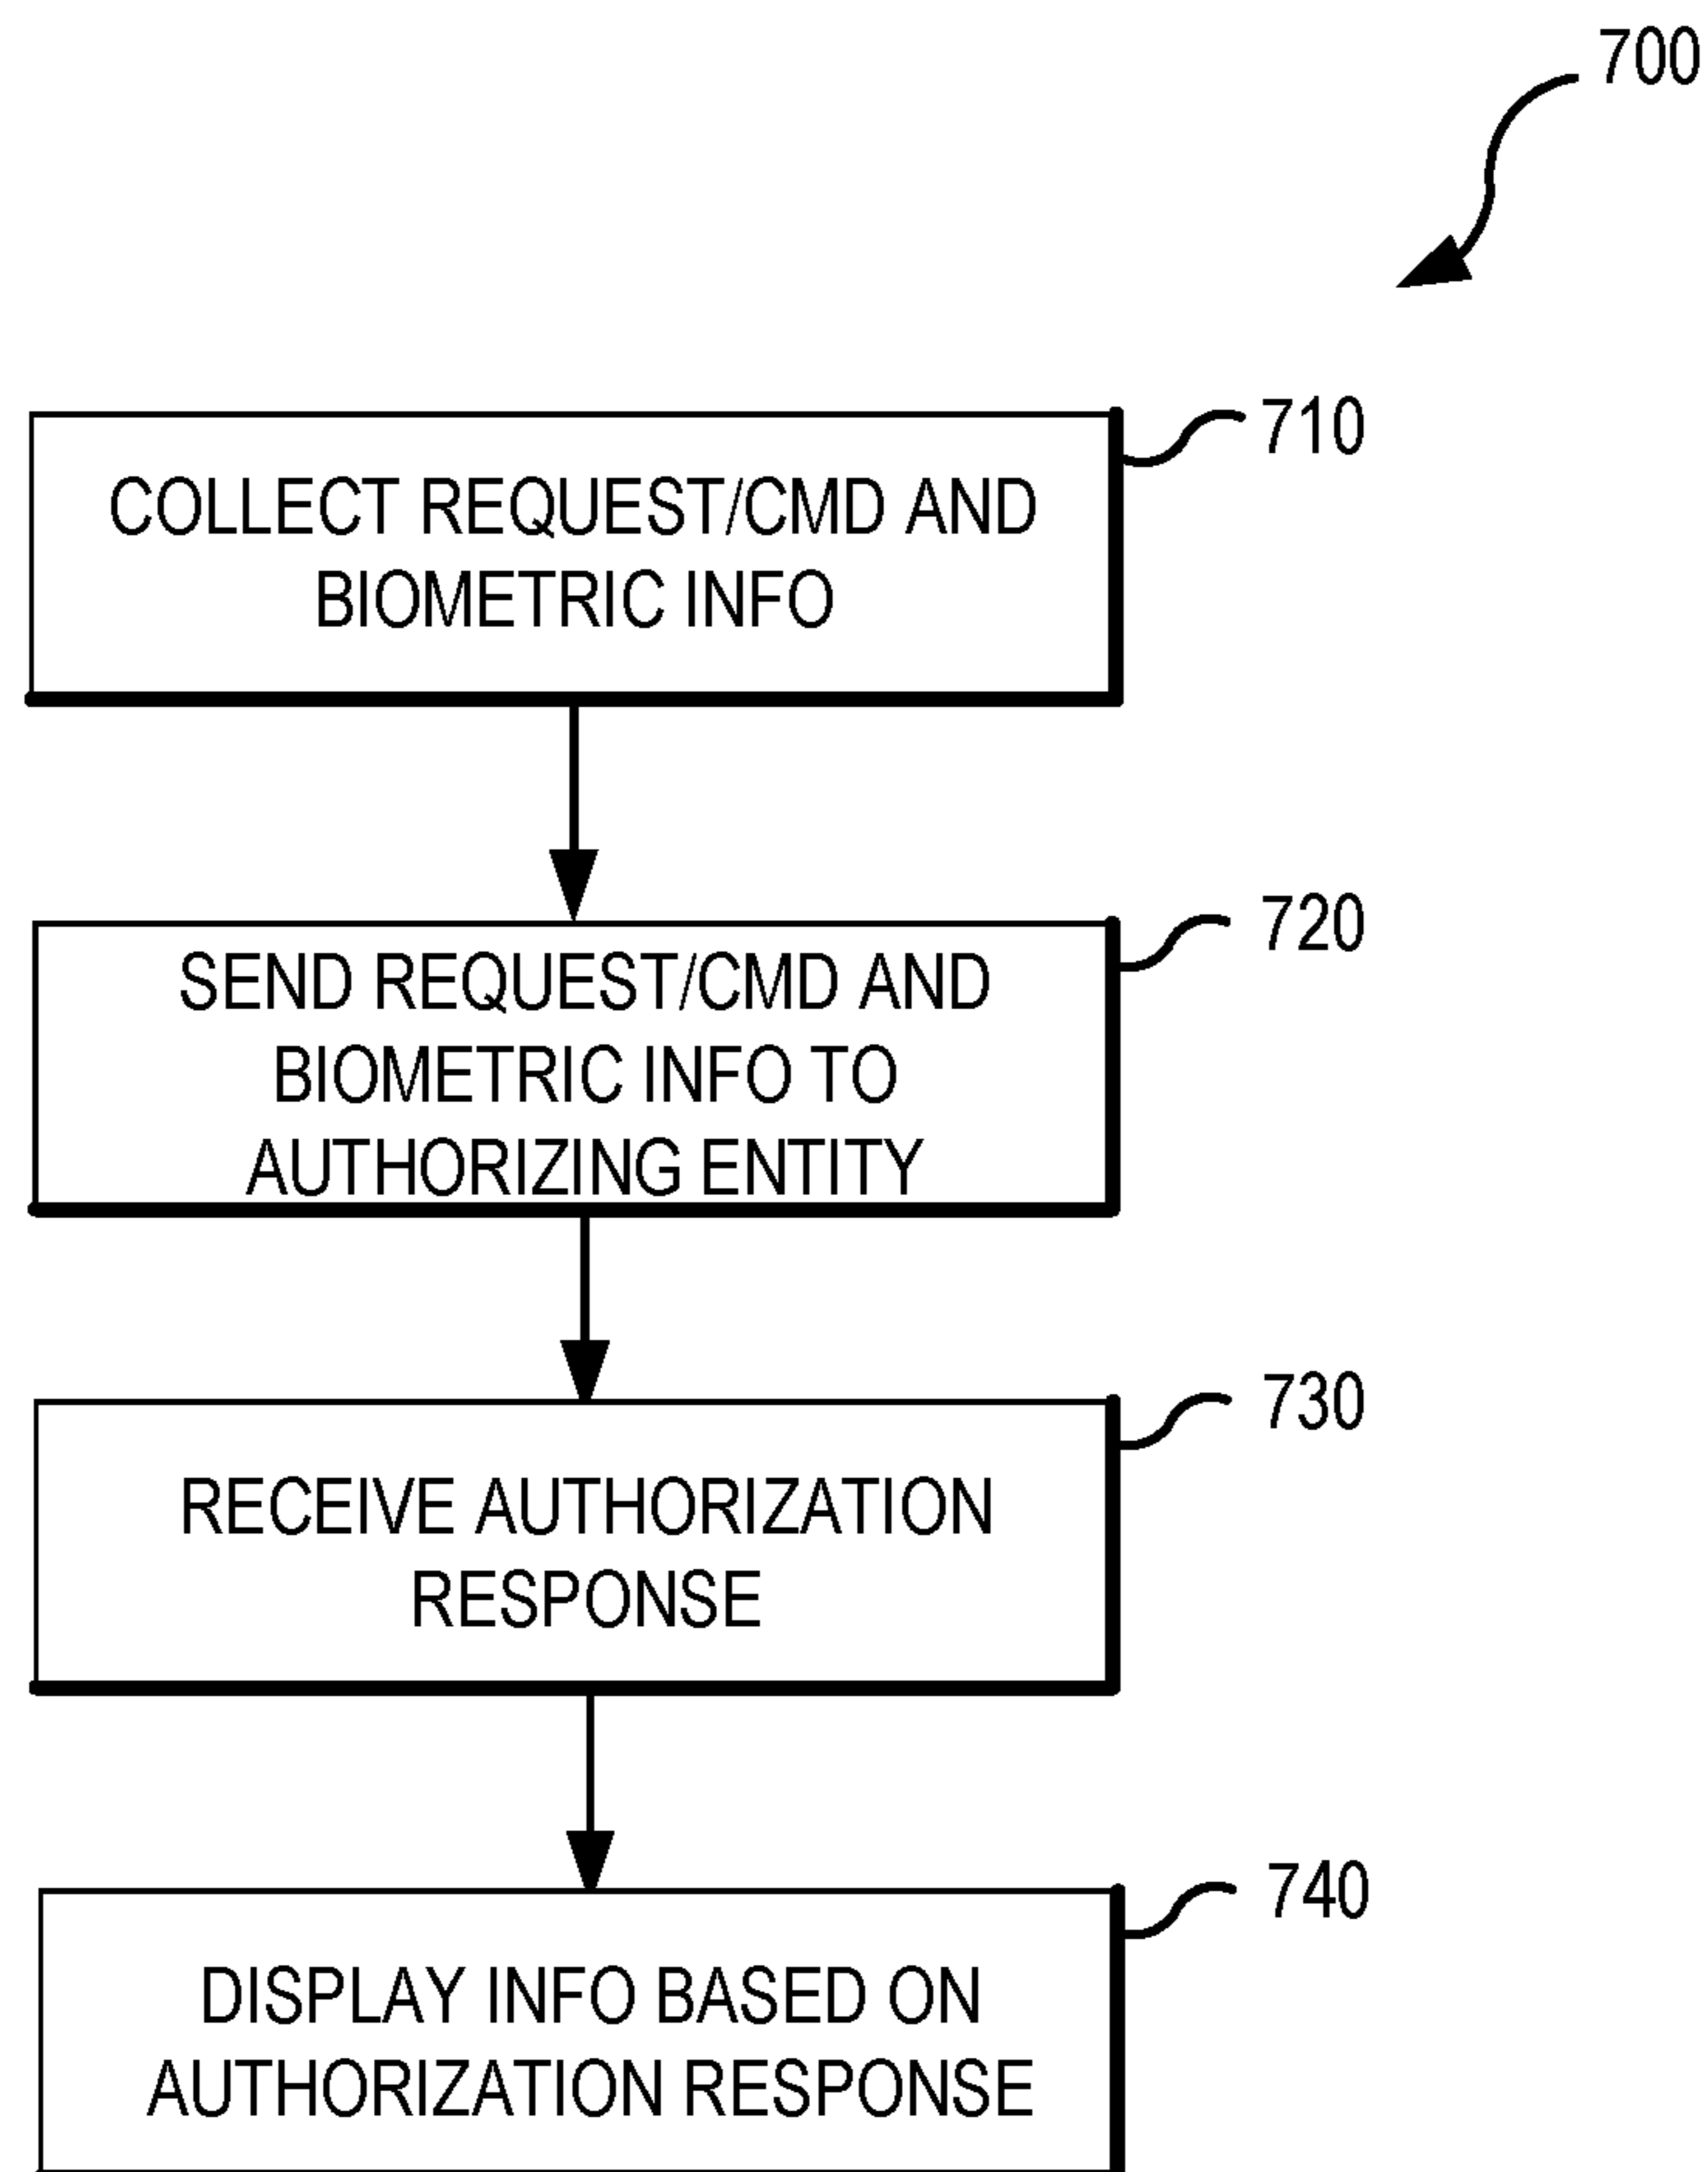 700
710
COLLECT REQUEST/CMD AND
BIOMETRIC INFO
720
SEND REQUEST/CMD AND
BIOMETRIC INFO TO
AUTHORIZING ENTITY
730
RECEIVE AUTHORIZATION
RESPONSE
740
DISPLAY INFO BASED ON
AUTHORIZATION RESPONSE